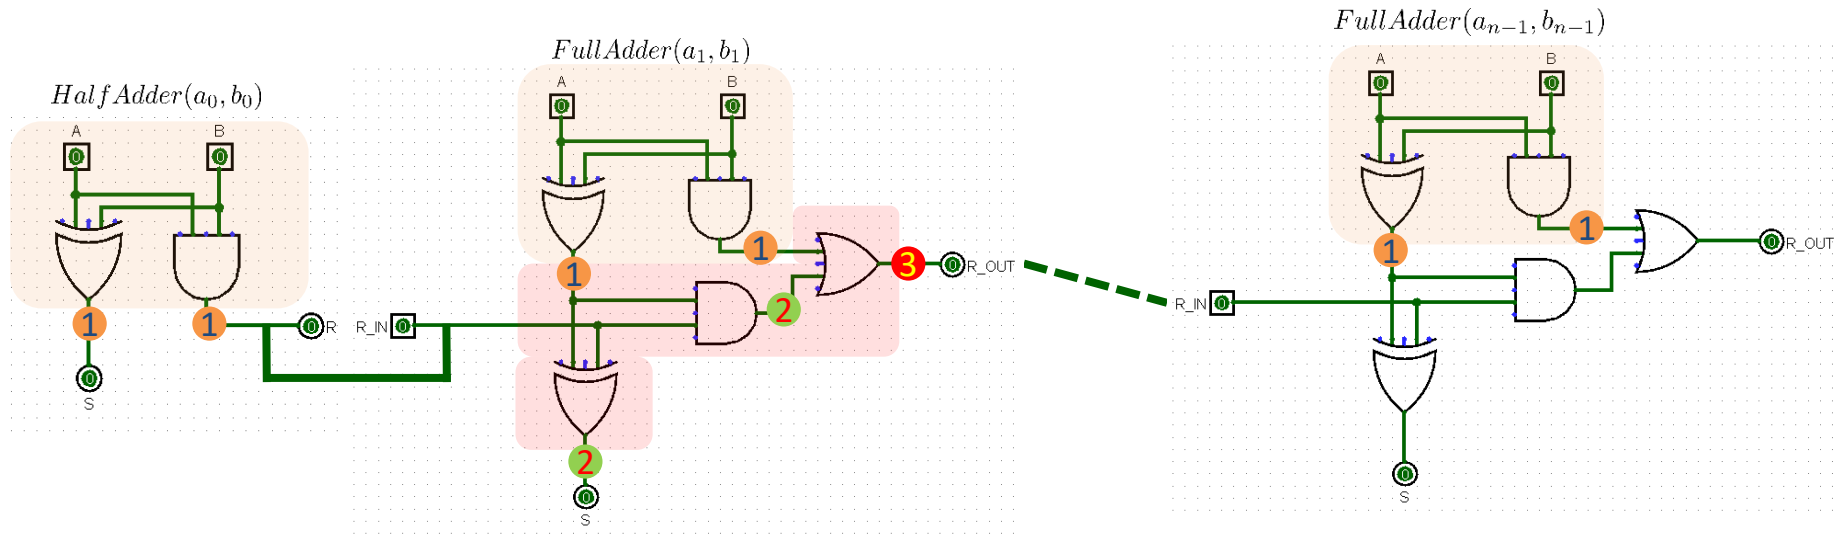 HalfAdder(a₀, b₀)
A B
0 0
1 1
0 R
0
S
FullAdder(a₁, b₁)
A B
0 0
1 1
3 0 R_OUT
2
R_IN 0
2
0
S
FullAdder(aₙ₋₁, bₙ₋₁)
A B
0 0
1 1
0 R_OUT
R_IN 0
0
S